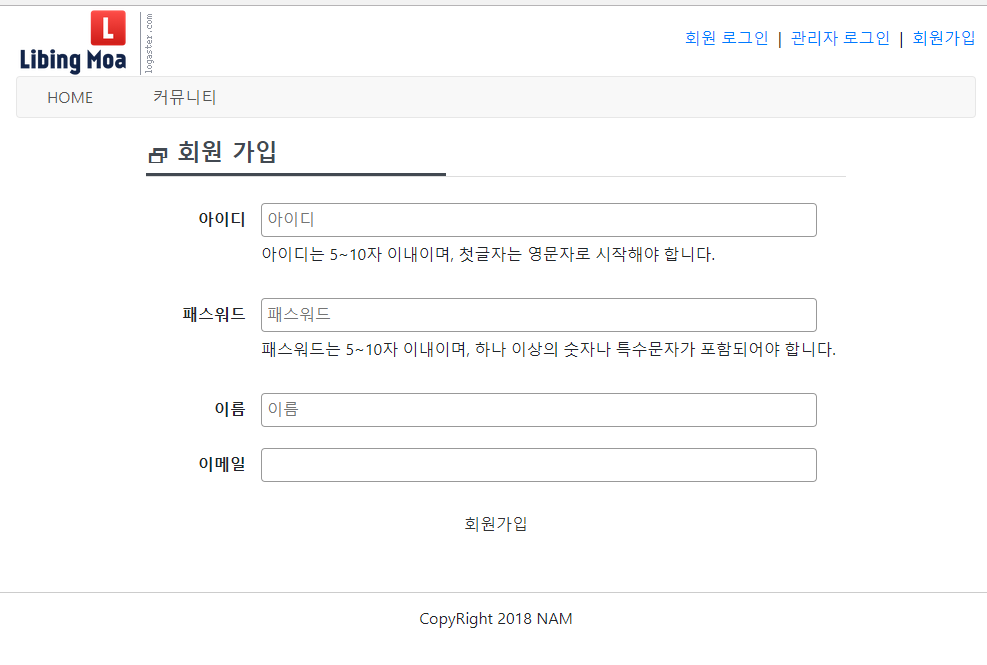 L
Libing Moa
logaster.com
회원 로그인 | 관리자 로그인 | 회원가입
HOME 커뮤니티
회원 가입
아이디 아이디
아이디는 5~10자 이내이며, 첫글자는 영문자로 시작해야 합니다.
패스워드 패스워드
패스워드는 5~10자 이내이며, 하나 이상의 숫자나 특수문자가 포함되어야 합니다.
이름 이름
이메일
회원가입
CopyRight 2018 NAM